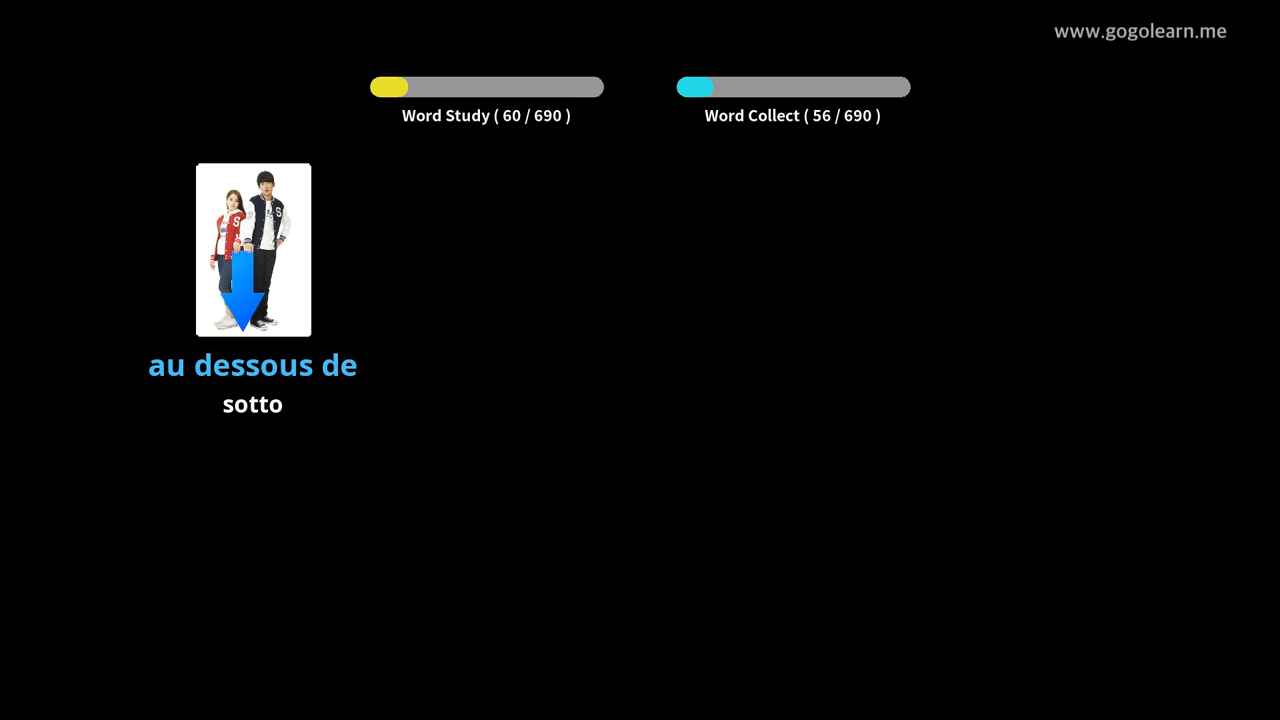 www.gogolearn.me
Word Study ( 60 / 690 )
Word Collect ( 56 / 690 )
S
S
au dessous de
sotto